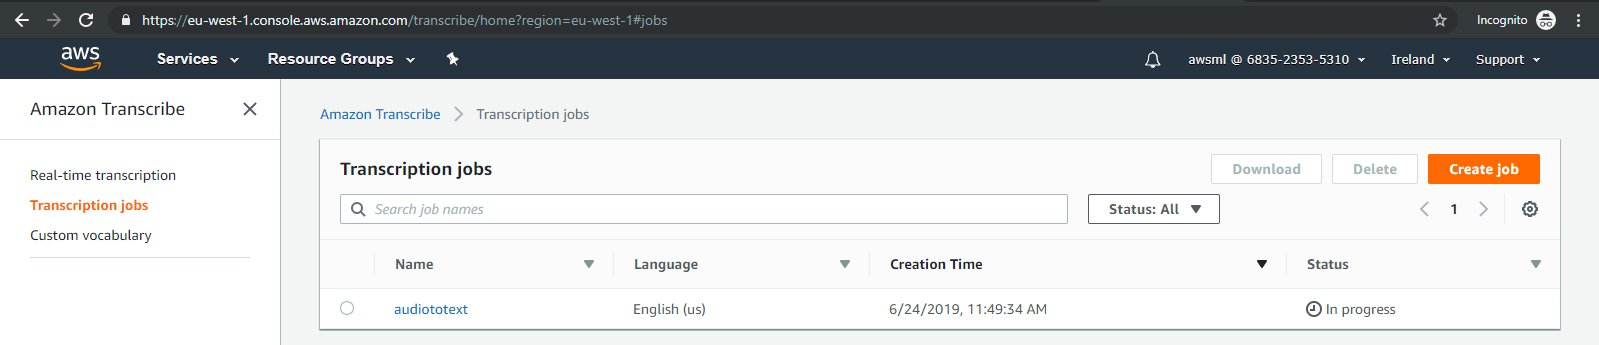 https://eu-west-1.console.aws.amazon.com/transcribe/home?region=eu-west-1#jobs Incognito
aws Services Resource Groups awsml @ 6835-2353-5310 Ireland Support
Amazon Transcribe
Real-time transcription
Transcription jobs
Custom vocabulary
Amazon Transcribe Transcription jobs
Transcription jobs Download Delete Create job
Search job names Status: All 1
Name Language Creation Time Status
audiototext English (us) 6/24/2019, 11:49:34 AM In progress